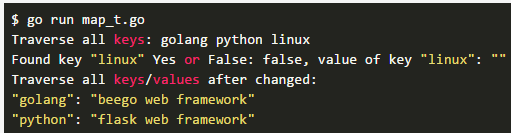 $ go run map_t.go
Traverse all keys: golang python linux
Found key "linux" Yes or False: false, value of key "linux": ""
Traverse all keys/values after changed:
"golang": "beego web framework"
"python": "flask web framework"